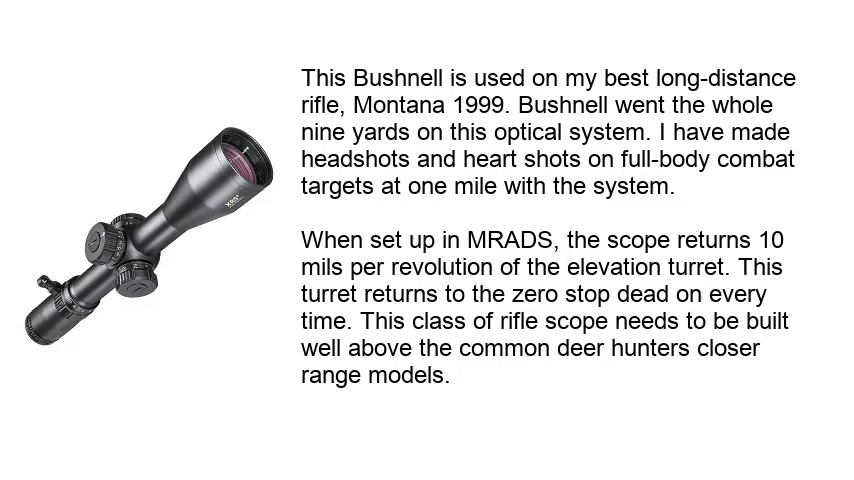 This Bushnell is used on my best long-distance
rifle, Montana 1999. Bushnell went the whole
nine yards on this optical system. I have made
headshots and heart shots on full-body combat
targets at one mile with the system.
When set up in MRADS, the scope returns 10
mils per revolution of the elevation turret. This
turret returns to the zero stop dead on every
time. This class of rifle scope needs to be built
well above the common deer hunters closer
range models.